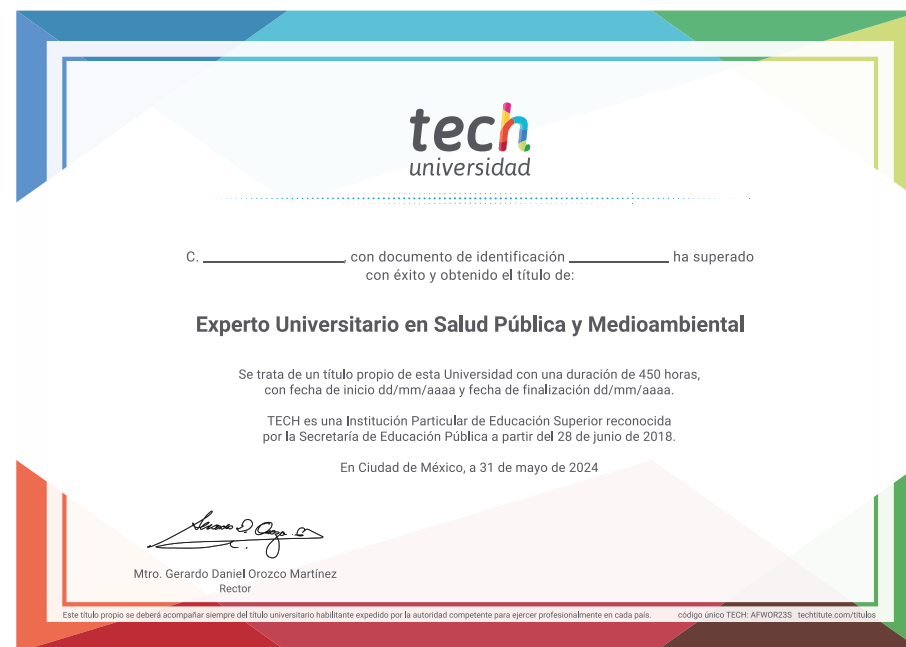 tech
universidad
C. ____________, con documento de identificación ____________ ha superado
con éxito y obtenido el título de:
Experto Universitario en Salud Pública y Medioambiental
Se trata de un título propio de esta Universidad con una duración de 450 horas,
con fecha de inicio dd/mm/aaaa y fecha de finalización dd/mm/aaaa.
TECH es una Institución Particular de Educación Superior reconocida
por la Secretaría de Educación Pública a partir del 28 de junio de 2018.
En Ciudad de México, a 31 de mayo de 2024
Mtro. Gerardo Daniel Orozco Martínez
Rector
Este título propio se deberá acompañar siempre del título universitario habilitante expedido por la autoridad competente para ejercer profesionalmente en cada país. código único TECH: AFWOR23S techtitute.com/titulos